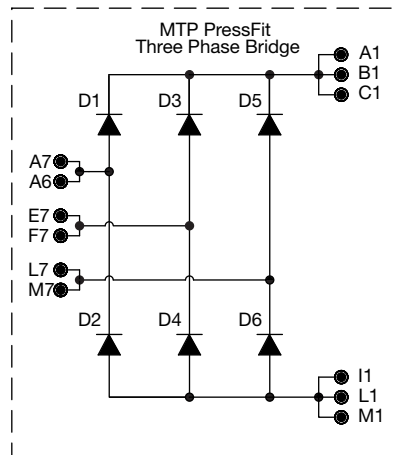 MTP PressFit
Three Phase Bridge
A1
B1
C1
D1 D3 D5
A7
A6
E7
F7
L7
M7
D2 D4 D6
I1
L1
M1